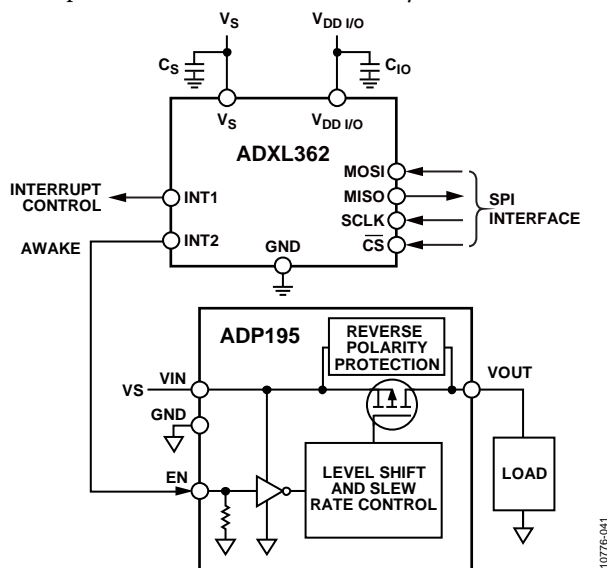 VS
VDD I/O
CS
CIO
VS
VDD I/O
ADXL362
MOSI
MISO
SCLK
CS
SPI
INTERFACE
INTERRUPT
CONTROL
INT1
AWAKE
INT2
GND
ADP195
REVERSE
POLARITY
PROTECTION
VOUT
VS
VIN
GND
EN
LEVEL SHIFT
AND SLEW
RATE CONTROL
LOAD
10776-041